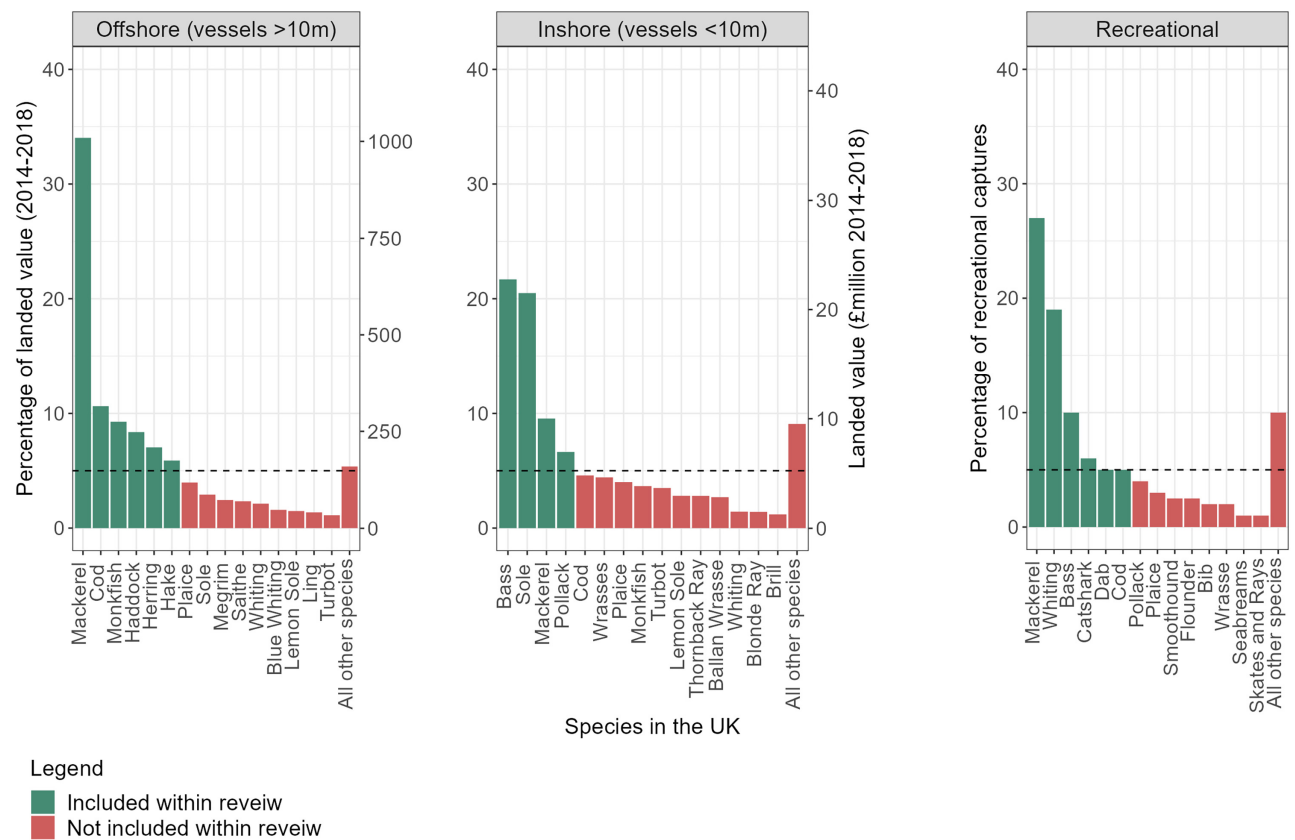 Offshore (vessels >10m)
Inshore (vessels <10m)
Recreational
Percentage of landed value (2014-2018)
40
30
20
10
0
1000
750
500
250
0
Mackerel
Cod
Monkfish
Haddock
Herring
Hake
Plaice
Sole
Megrim
Saithe
Whiting
Blue Whiting
Lemon Sole
Ling
Turbot
All other species
40
30
20
10
0
40
30
20
10
0
Landed value (£million 2014-2018)
Bass
Sole
Mackerel
Pollack
Cod
Wrasses
Plaice
Monkfish
Turbot
Lemon Sole
Thornback Ray
Ballan Wrasse
Whiting
Blonde Ray
Brill
All other species
Percentage of recreational captures
40
30
20
10
0
Mackerel
Whiting
Bass
Catshark
Dab
Cod
Pollack
Plaice
Smoothound
Flounder
Bib
Wrasse
Seabreams
Skates and Rays
All other species
Species in the UK
Legend
Included within reveiw
Not included within reveiw